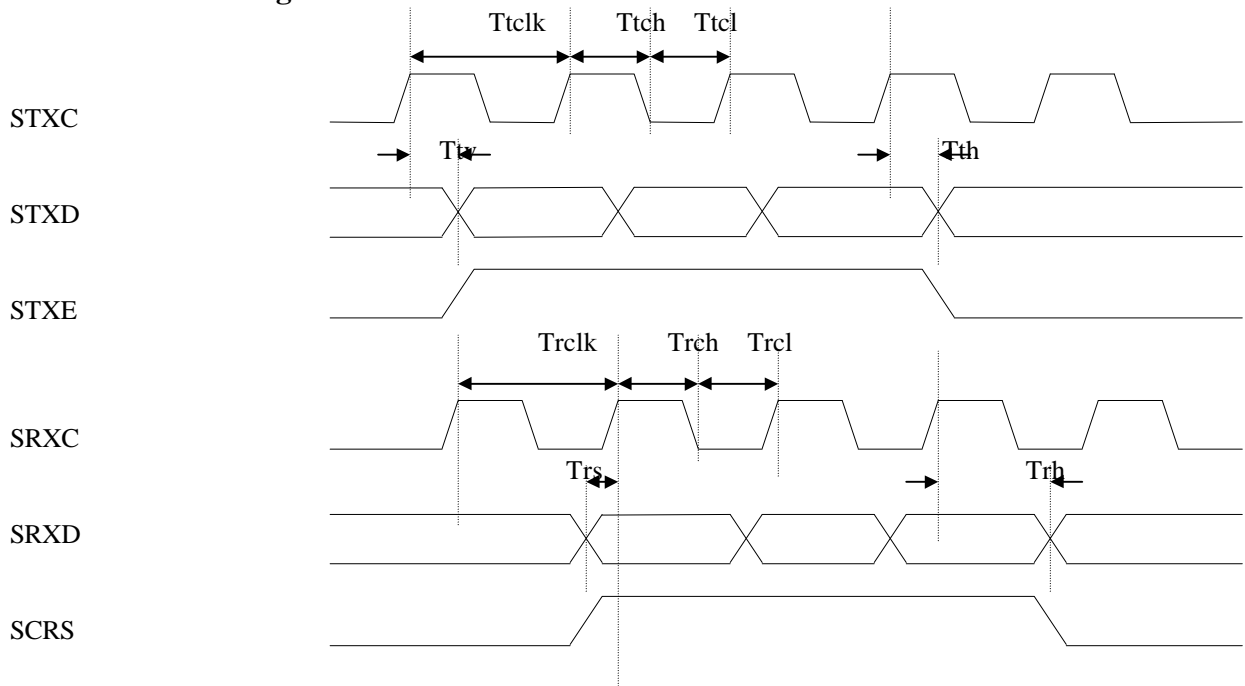 Ttclk Ttch Ttcl
STXC
Ttv Tth
STXD
STXE
Trclk Trch Trcl
SRXC
Trs Trh
SRXD
SCRS